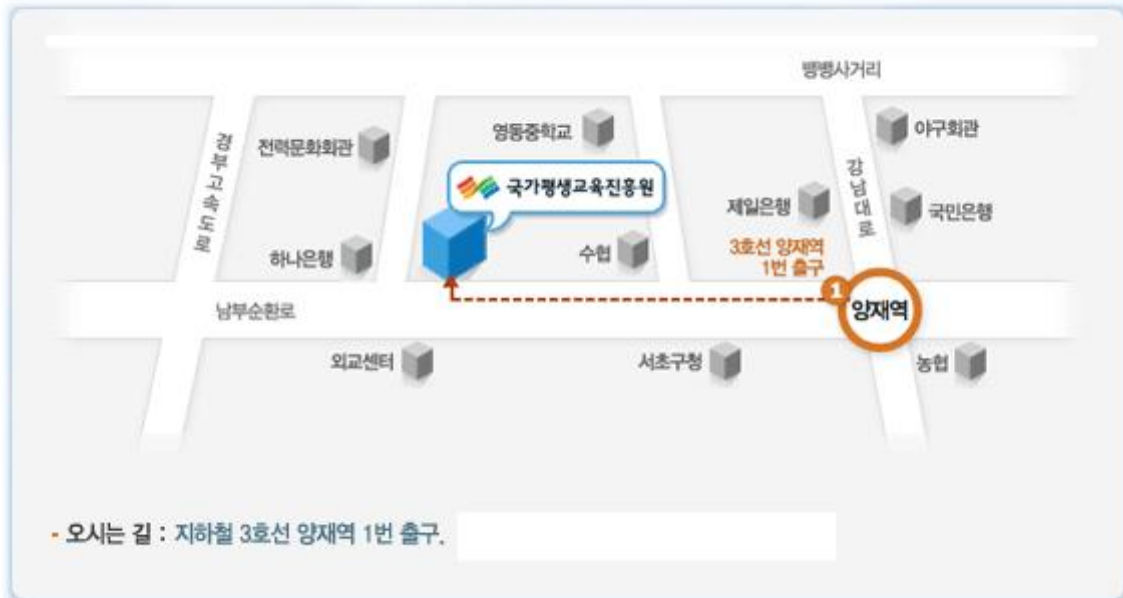 뱅뱅사거리
경부고속도로
전력문화회관
영동중학교
야구회관
국가평생교육진흥원
강남대로
제일은행
국민은행
하나은행
수협
3호선 양재역
1번 출구
1
양재역
남부순환로
외교센터
서초구청
농협
- 오시는 길 : 지하철 3호선 양재역 1번 출구.